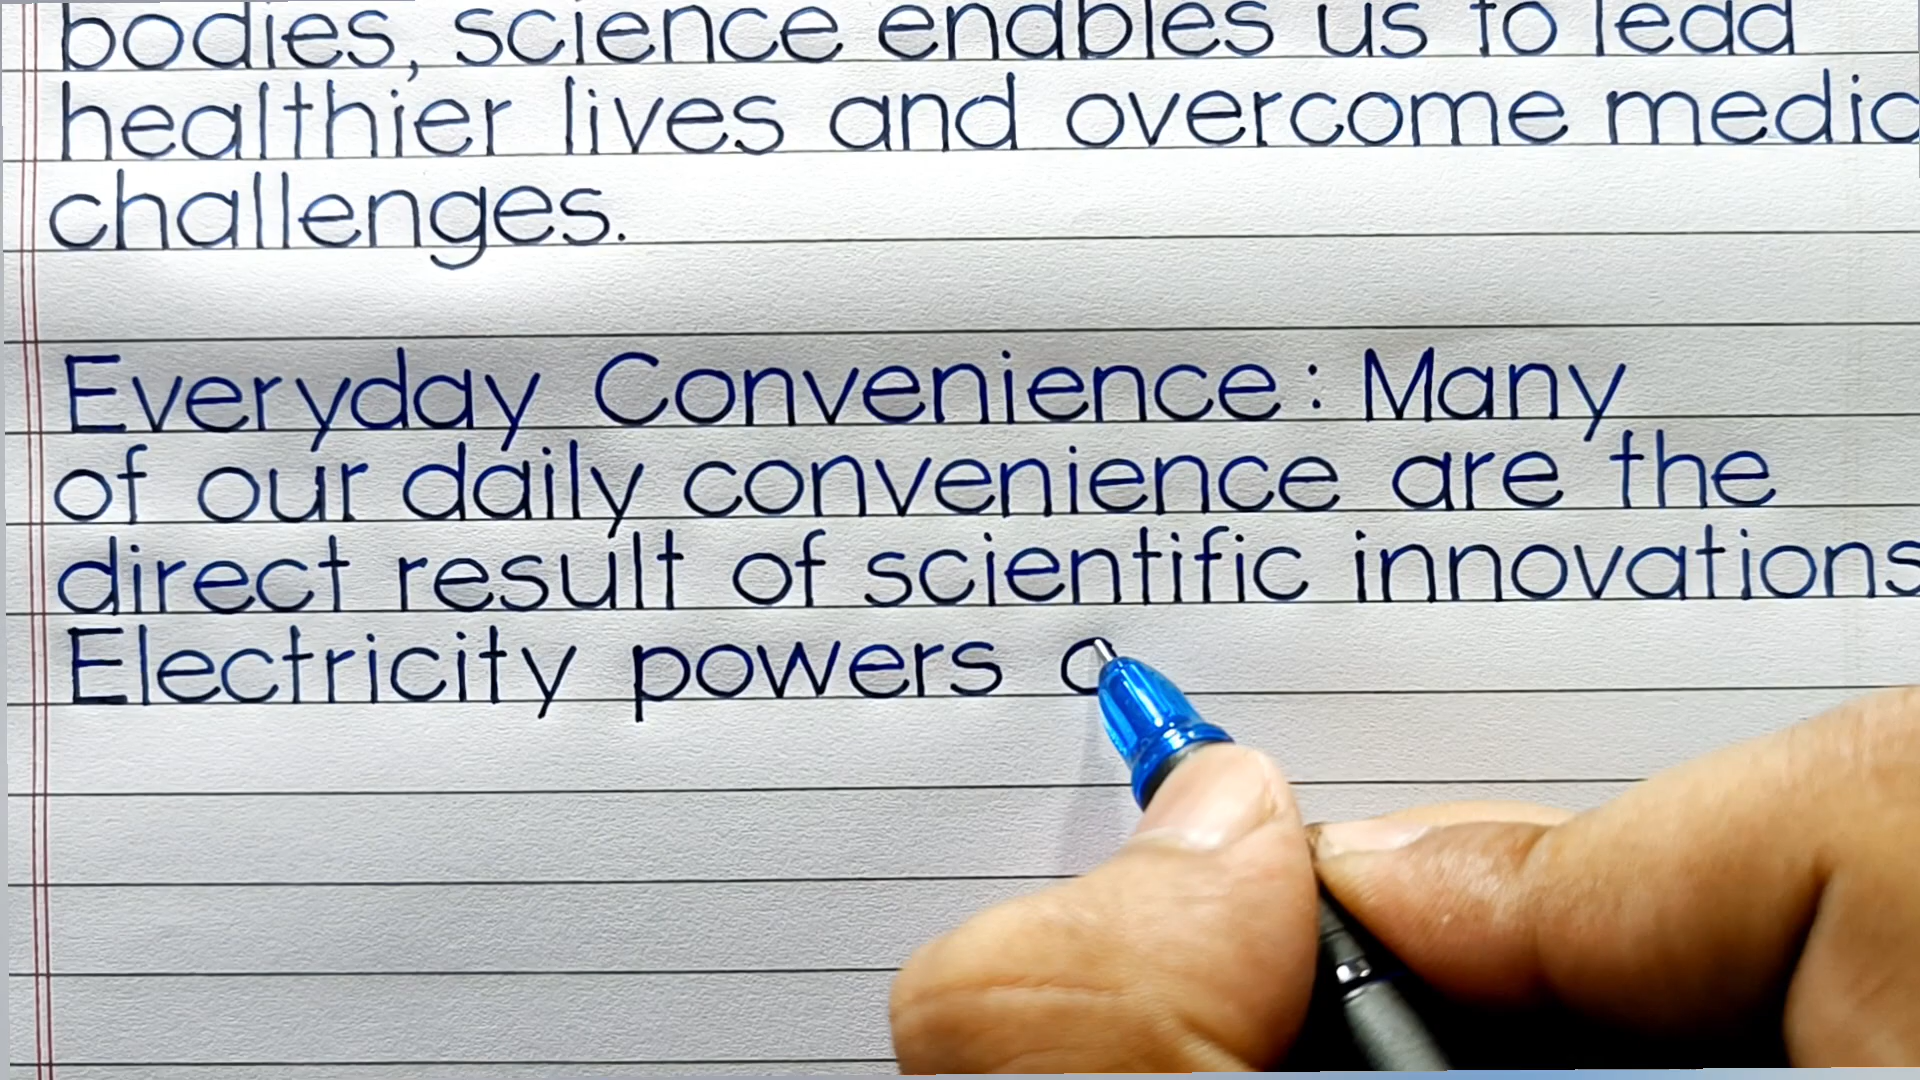 bodies, science enables us to lead
healthier lives and overcome medic
challenges.
Everyday Convenience: Many
of our daily convenience are the
direct result of scientific innovations
Electricity powers